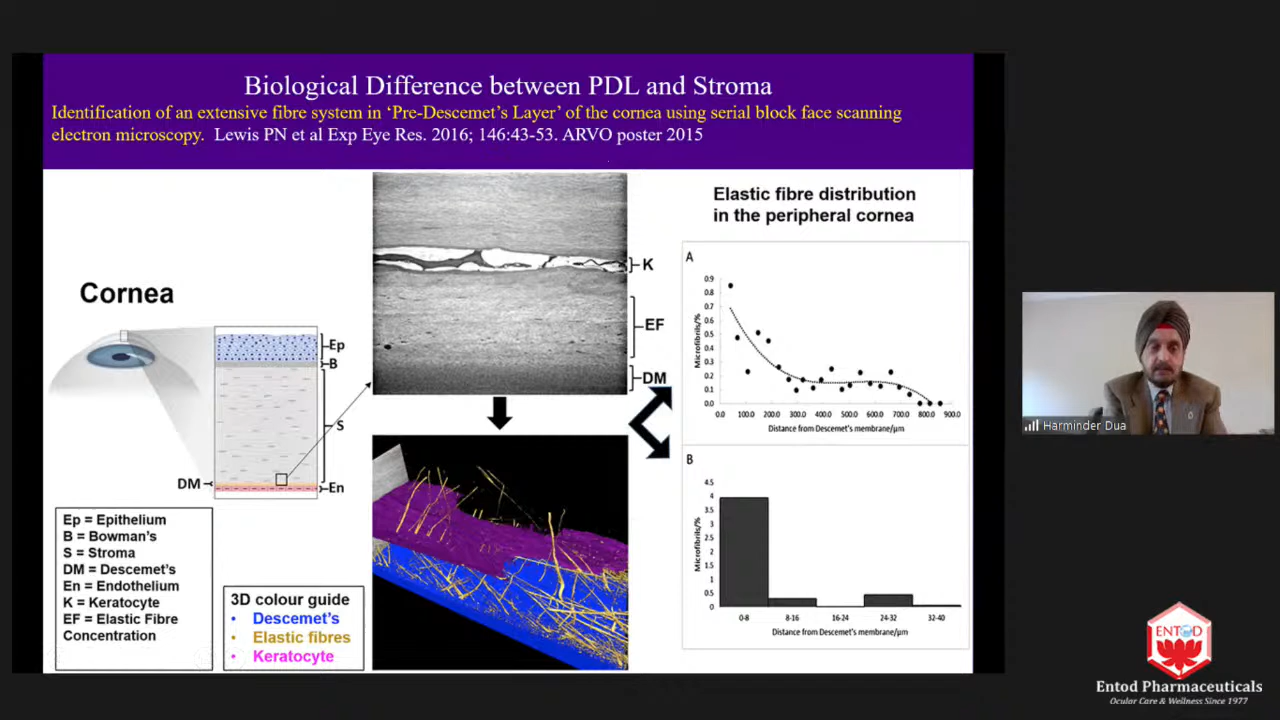 Biological Difference between PDL and Stroma
Identification of an extensive fibre system in ‘Pre-Descemet’s Layer’ of the cornea using serial block face scanning
electron microscopy. Lewis PN et al Exp Eye Res. 2016; 146:43-53. ARVO poster 2015
Cornea
Ep
B
S
DM
En
Ep = Epithelium
B = Bowman’s
S = Stroma
DM = Descemet’s
En = Endothelium
K = Keratocyte
EF = Elastic Fibre
Concentration
3D colour guide
• Descemet’s
• Elastic fibres
• Keratocyte
K
EF
DM
Elastic fibre distribution
in the peripheral cornea
A
Microfibrils/%
0.9
0.8
0.7
0.6
0.5
0.4
0.3
0.2
0.1
0.0
0.0 100.0 200.0 300.0 400.0 500.0 600.0 700.0 800.0 900.0
Distance from Descemet’s membrane/µm
B
Microfibrils/%
4.5
4
3.5
3
2.5
2
1.5
1
0.5
0
0-8 8-16 16-24 24-32 32-40
Distance from Descemet’s membrane/µm
Harminder Dua
ENTOD
Entod Pharmaceuticals
Ocular Care & Wellness Since 1977